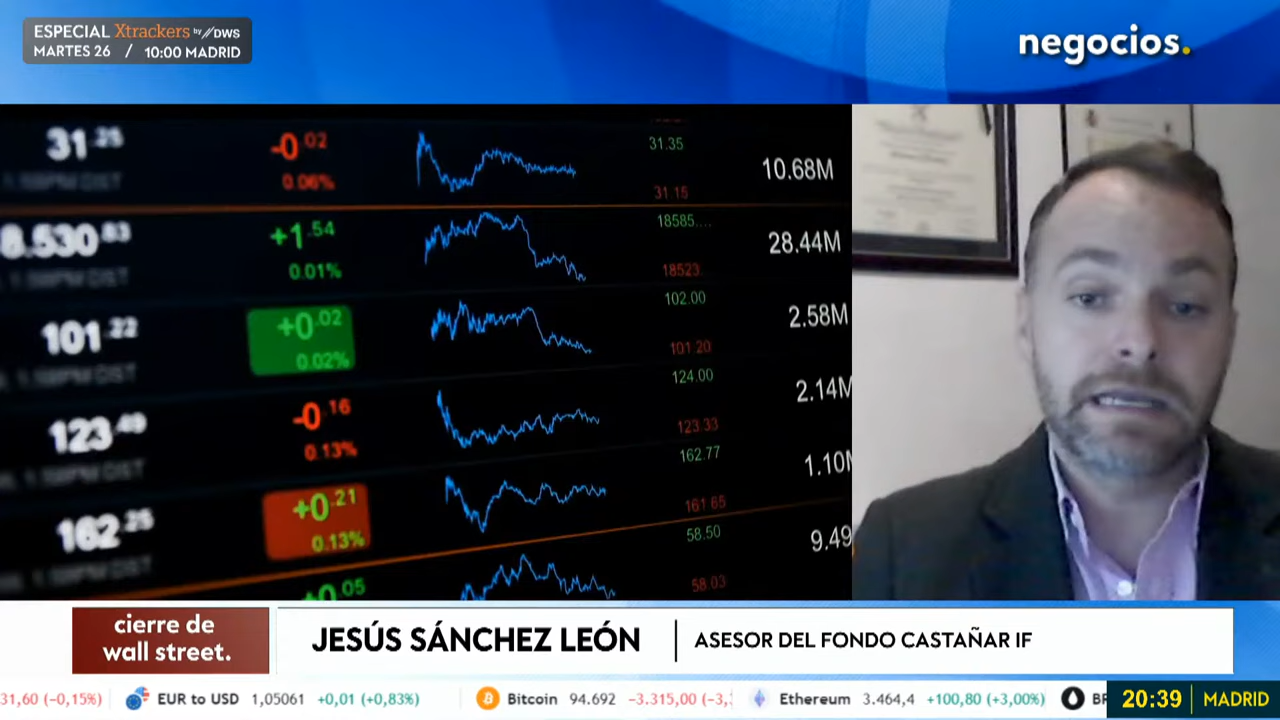 ESPECIAL Xtrackers by DWS
MARTES 26 / 10:00 MADRID
negocios.
31.25
-0.02
0.06%
31.35
31.15
10.68M
8.530.83
+1.54
0.01%
18585....
18523
28.44M
101.22
+0.02
0.02%
102.00
101.20
2.58M
123.49
-0.16
0.13%
124.00
123.33
2.14M
162.25
+0.21
0.13%
162.77
161.65
1.10M
+0.05
58.50
58.03
9.49
cierre de
wall street.
JESÚS SÁNCHEZ LEÓN
ASESOR DEL FONDO CASTAÑAR IF
31,60 (-0,15%) EUR to USD 1,05061 +0,01 (+0,83%) Bitcoin 94.692 -3.315,00 (-3, Ethereum 3.464,4 +100,80 (+3,00%)
20:39 MADRID